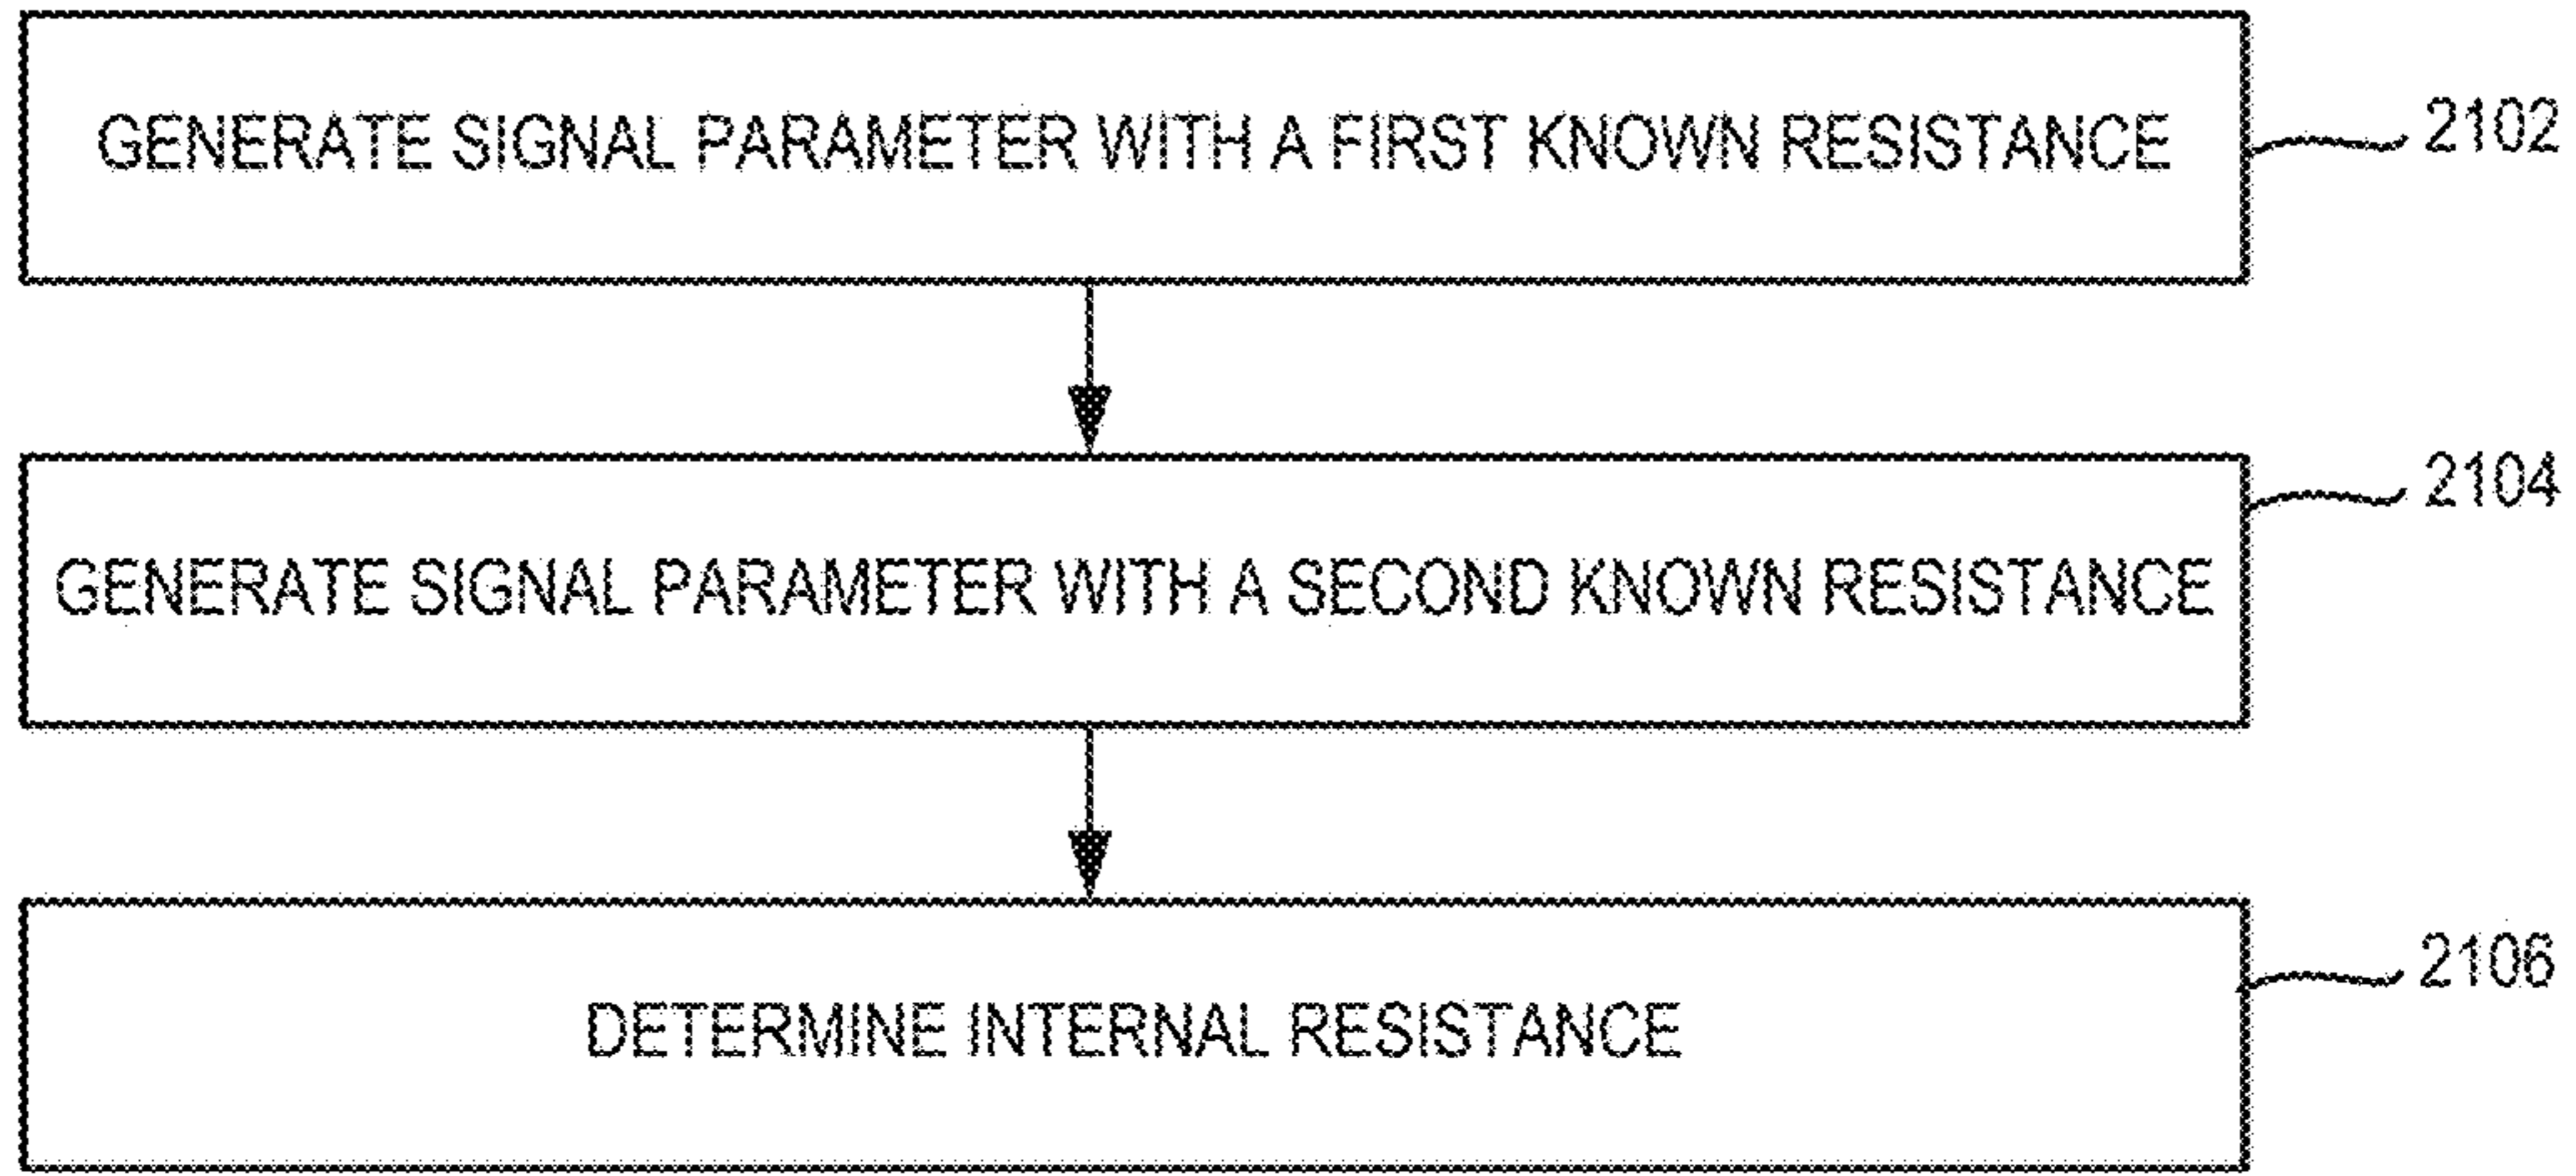 GENERATE SIGNAL PARAMETER WITH A FIRST KNOWN RESISTANCE
2102
2104
GENERATE SIGNAL PARAMETER WITH A SECOND KNOWN RESISTANCE
2106
DETERMINE INTERNAL RESISTANCE